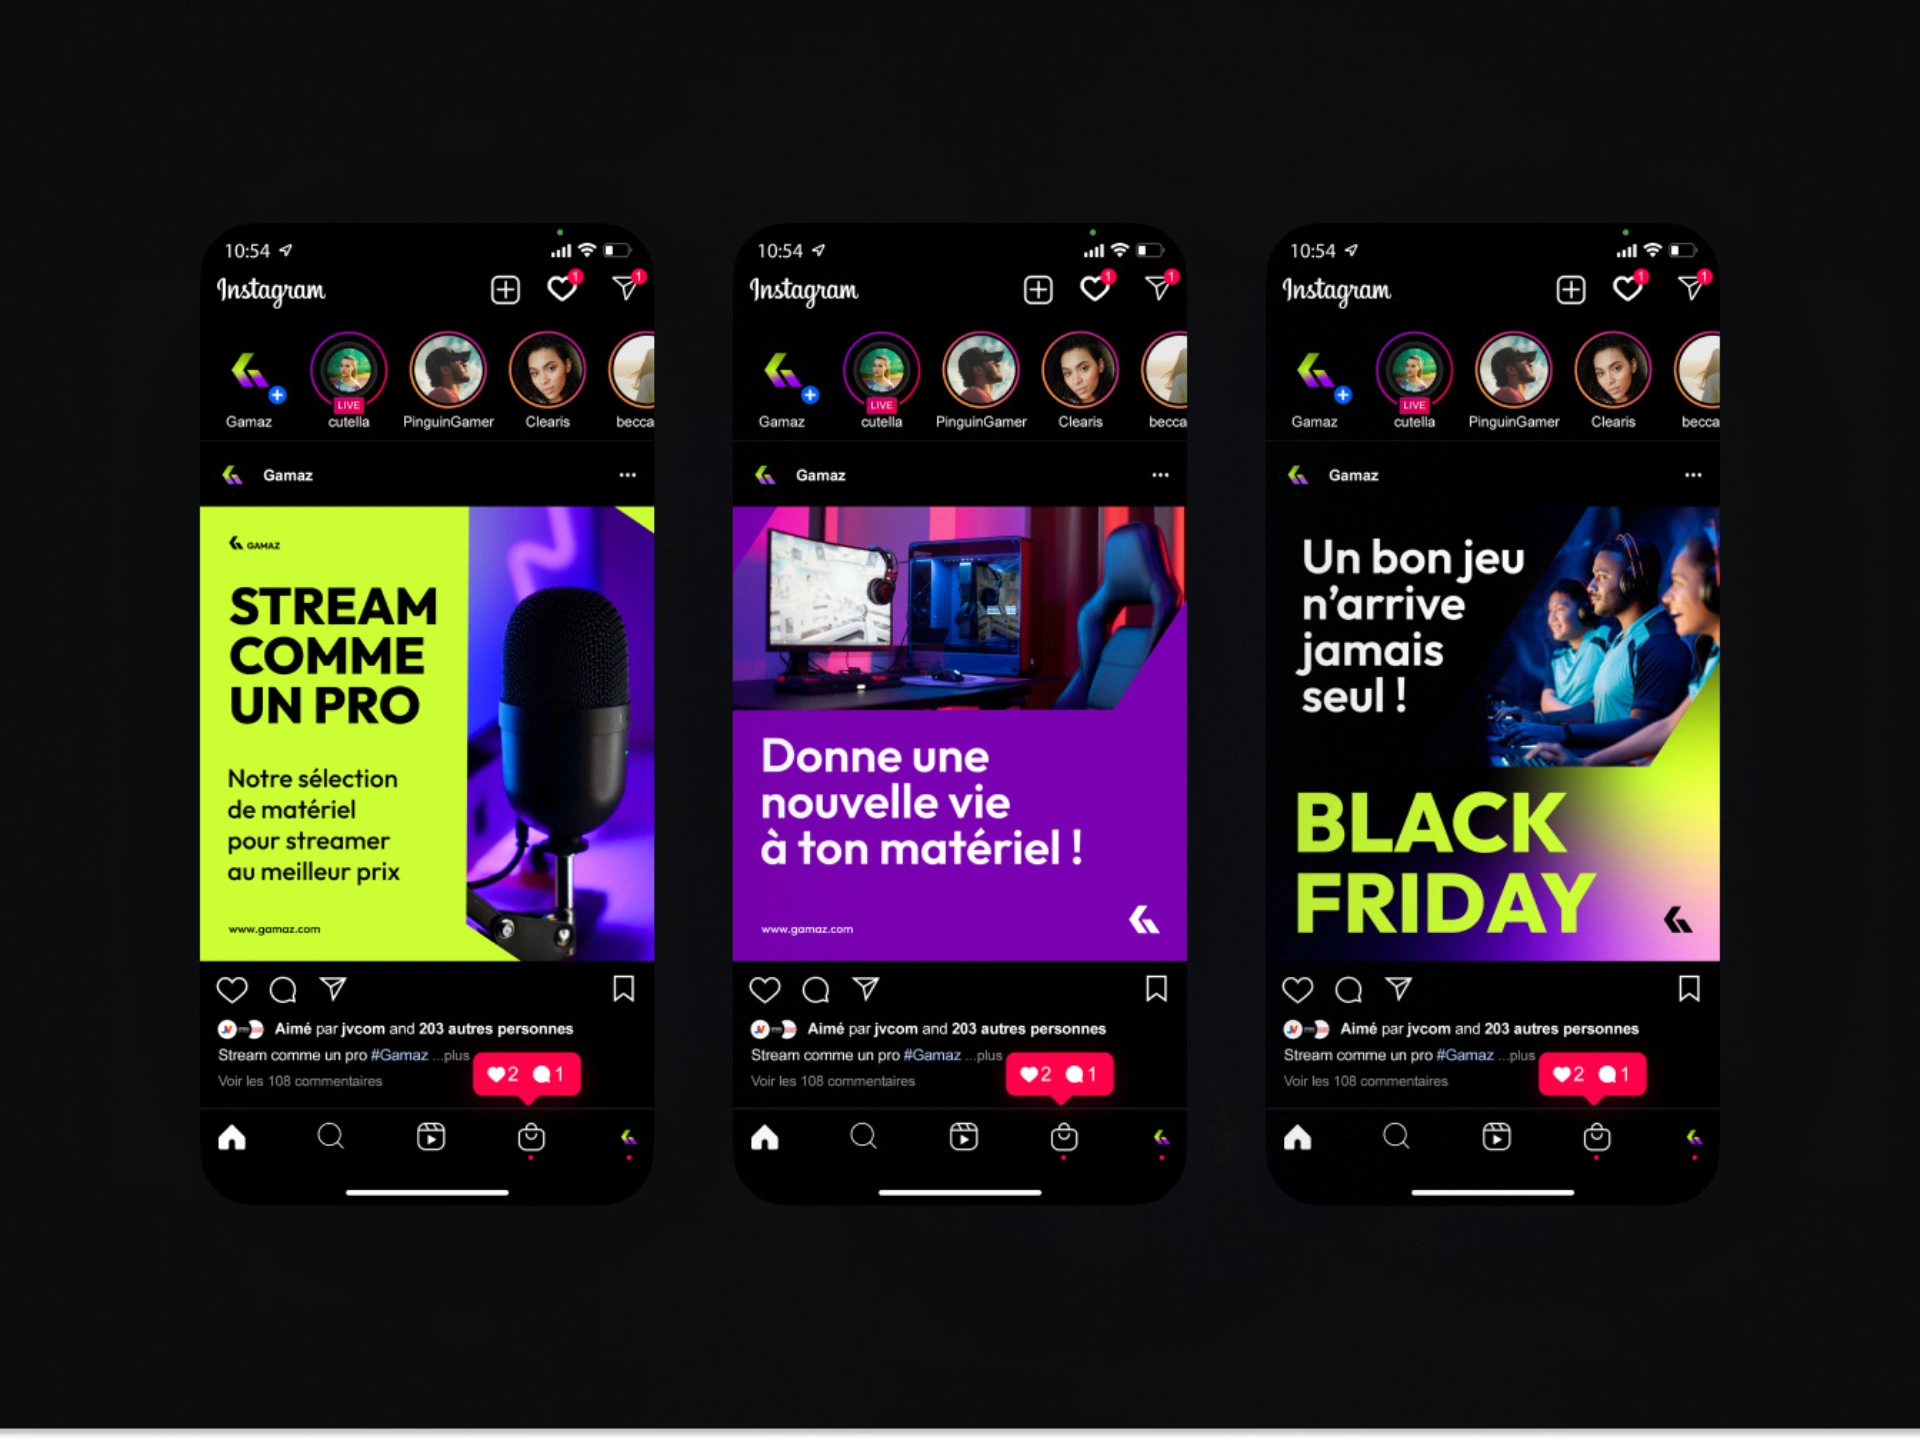 10:54
Instagram
1
1
LIVE
Gamaz
cutella
PinguinGamer
Clearis
becca
Gamaz
GAMAZ
STREAM
COMME
UN PRO
Notre sélection
de matériel
pour streamer
au meilleur prix
www.gamaz.com
Aimé par jvcom and 203 autres personnes
Stream comme un pro #Gamaz ...plus
Voir les 108 commentaires
2 1
10:54
Instagram
1
1
LIVE
Gamaz
cutella
PinguinGamer
Clearis
becca
Gamaz
Donne une
nouvelle vie
à ton matériel !
www.gamaz.com
Aimé par jvcom and 203 autres personnes
Stream comme un pro #Gamaz ...plus
Voir les 108 commentaires
2 1
10:54
Instagram
1
1
LIVE
Gamaz
cutella
PinguinGamer
Clearis
becca
Gamaz
Un bon jeu
n’arrive
jamais
seul !
BLACK
FRIDAY
Aimé par jvcom and 203 autres personnes
Stream comme un pro #Gamaz ...plus
Voir les 108 commentaires
2 1